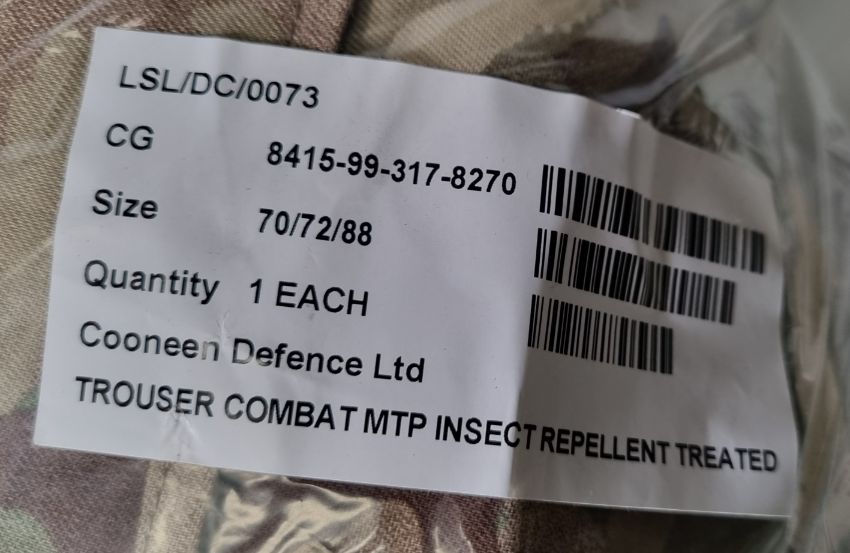 LSL/DC/0073
CG 8415-99-317-8270
Size 70/72/88
Quantity 1 EACH
Cooneen Defence Ltd
TROUSER COMBAT MTP INSECT REPELLENT TREATED